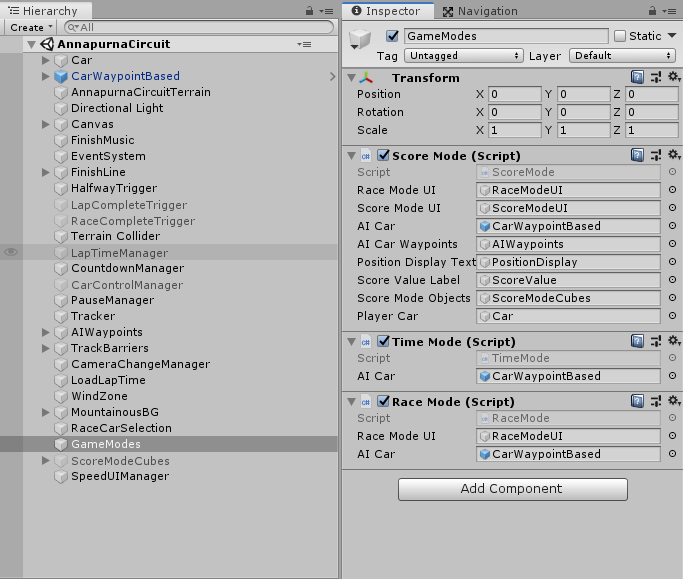 Hierarchy
Create
All
AnnapurnaCircuit
Car
CarWaypointBased
AnnapurnaCircuitTerrain
Directional Light
Canvas
FinishMusic
EventSystem
FinishLine
HalfwayTrigger
LapCompleteTrigger
RaceCompleteTrigger
Terrain Collider
LapTimeManager
CountdownManager
CarControlManager
PauseManager
Tracker
AIWaypoints
TrackBarriers
CameraChangeManager
LoadLapTime
WindZone
MountainousBG
RaceCarSelection
GameModes
ScoreModeCubes
SpeedUIManager
Inspector Navigation
GameModes Static
Tag Untagged Layer Default
Transform
Position X 0 Y 0 Z 0
Rotation X 0 Y 0 Z 0
Scale X 1 Y 1 Z 1
c# Score Mode (Script)
Script ScoreMode
Race Mode UI RaceModeUI
Score Mode UI ScoreModeUI
AI Car CarWaypointBased
AI Car Waypoints AIWaypoints
Position Display Text PositionDisplay
Score Value Label ScoreValue
Score Mode Objects ScoreModeCubes
Player Car Car
c# Time Mode (Script)
Script TimeMode
AI Car CarWaypointBased
c# Race Mode (Script)
Script RaceMode
Race Mode UI RaceModeUI
AI Car CarWaypointBased
Add Component